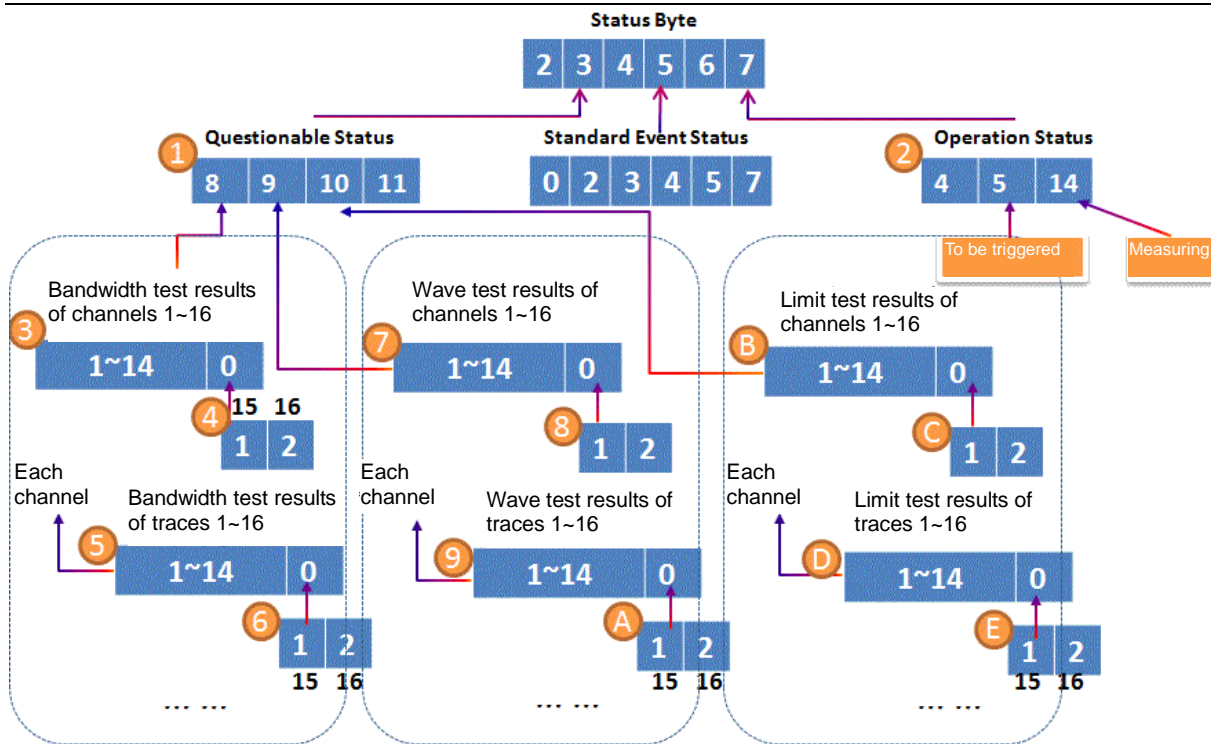 Status Byte
2 3 4 5 6 7
1 Questionable Status
8 9 10 11
Standard Event Status
0 2 3 4 5 7
2 Operation Status
4 5 14
To be triggered
Measuring
Bandwidth test results
of channels 1~16
3
1~14 0
15 16
4
1 2
Each
channel
Bandwidth test results
of traces 1~16
5
1~14 0
6
1 2
15 16
... ...
Wave test results of
channels 1~16
7
1~14 0
8
1 2
Each
channel
Wave test results of
traces 1~16
9
1~14 0
A
1 2
15 16
... ...
Limit test results of
channels 1~16
B
1~14 0
C
1 2
Each
channel
Limit test results of
traces 1~16
D
1~14 0
E
1 2
15 16
... ...